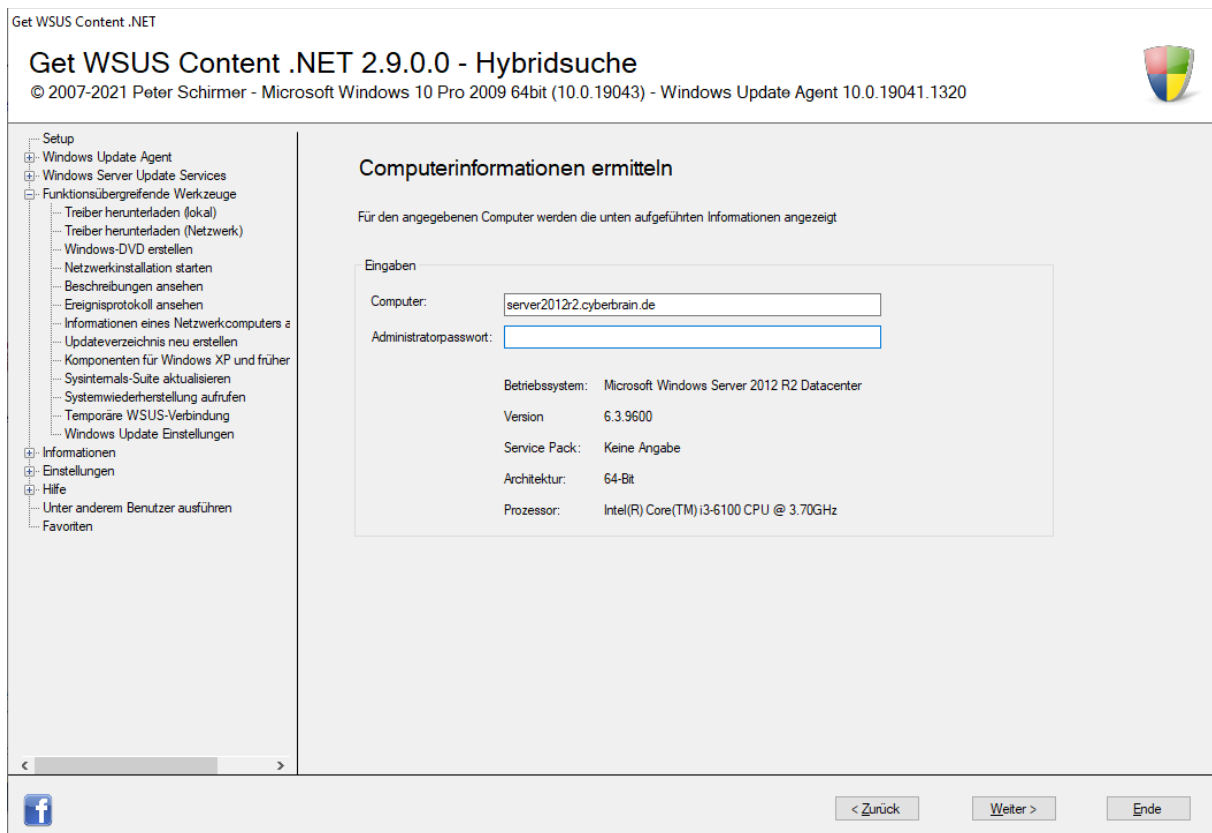 Get WSUS Content .NET
Get WSUS Content .NET 2.9.0.0 - Hybridsuche
© 2007-2021 Peter Schirmer - Microsoft Windows 10 Pro 2009 64bit (10.0.19043) - Windows Update Agent 10.0.19041.1320
Setup
Windows Update Agent
Windows Server Update Services
Funktionsübergreifende Werkzeuge
Treiber herunterladen (lokal)
Treiber herunterladen (Netzwerk)
Windows-DVD erstellen
Netzwerkinstallation starten
Beschreibungen ansehen
Ereignisprotokoll ansehen
Informationen eines Netzwerkcomputers a
Updateverzeichnis neu erstellen
Komponenten für Windows XP und früher
Sysinternals-Suite aktualisieren
Systemwiederherstellung aufrufen
Temporäre WSUS-Verbindung
Windows Update Einstellungen
Informationen
Einstellungen
Hilfe
Unter anderem Benutzer ausführen
Favoriten
Computerinformationen ermitteln
Für den angegebenen Computer werden die unten aufgeführten Informationen angezeigt
Eingaben
Computer: server2012r2.cyberbrain.de
Administratorpasswort:
Betriebssystem: Microsoft Windows Server 2012 R2 Datacenter
Version 6.3.9600
Service Pack: Keine Angabe
Architektur: 64-Bit
Prozessor: Intel(R) Core(TM) i3-6100 CPU @ 3.70GHz
< Zurück Weiter > Ende